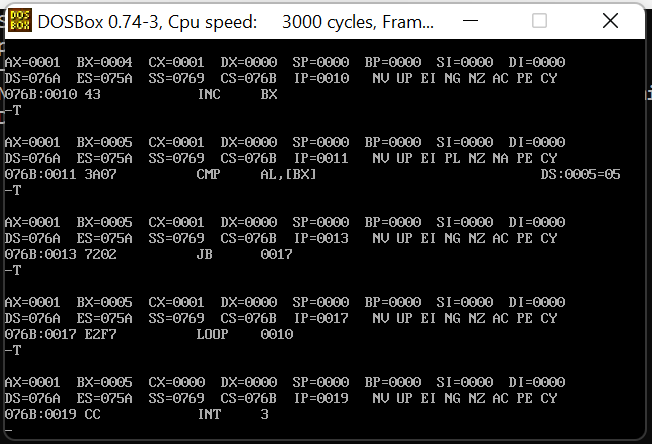 DOS
BOX
DOSBox 0.74-3, Cpu speed: 3000 cycles, Fram...
AX=0001 BX=0004 CX=0001 DX=0000 SP=0000 BP=0000 SI=0000 DI=0000
DS=076A ES=075A SS=0769 CS=076B IP=0010 NV UP EI NG NZ AC PE CY
076B:0010 43 INC BX
-T
AX=0001 BX=0005 CX=0001 DX=0000 SP=0000 BP=0000 SI=0000 DI=0000
DS=076A ES=075A SS=0769 CS=076B IP=0011 NV UP EI PL NZ NA PE CY
076B:0011 3A07 CMP AL,[BX] DS:0005=05
-T
AX=0001 BX=0005 CX=0001 DX=0000 SP=0000 BP=0000 SI=0000 DI=0000
DS=076A ES=075A SS=0769 CS=076B IP=0013 NV UP EI NG NZ AC PE CY
076B:0013 7202 JB 0017
-T
AX=0001 BX=0005 CX=0001 DX=0000 SP=0000 BP=0000 SI=0000 DI=0000
DS=076A ES=075A SS=0769 CS=076B IP=0017 NV UP EI NG NZ AC PE CY
076B:0017 E2F7 LOOP 0010
-T
AX=0001 BX=0005 CX=0000 DX=0000 SP=0000 BP=0000 SI=0000 DI=0000
DS=076A ES=075A SS=0769 CS=076B IP=0019 NV UP EI NG NZ AC PE CY
076B:0019 CC INT 3
-